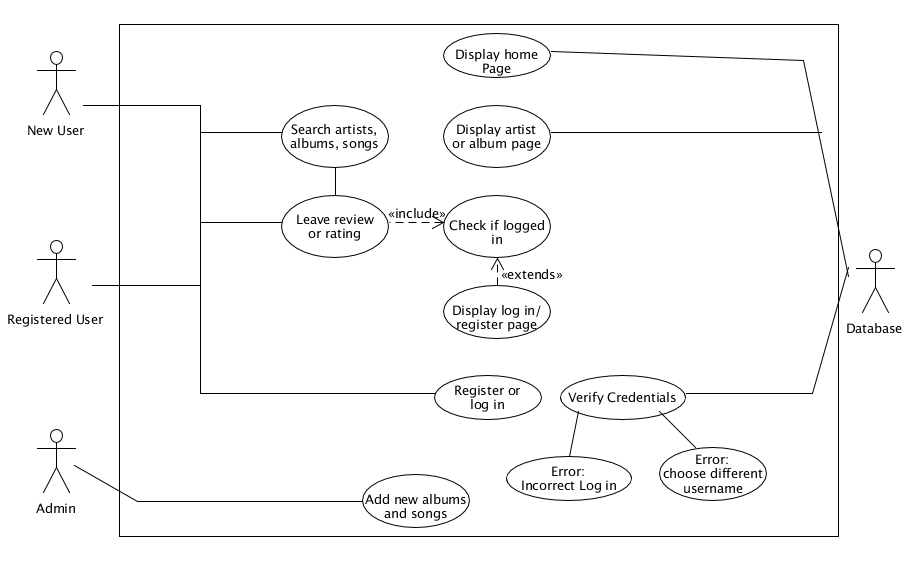 Display home
Page
New User
Search artists,
albums, songs
Display artist
or album page
Leave review
or rating
«include»
Check if logged
in
«extends»
Registered User
Display log in/
register page
Database
Register or
log in
Verify Credentials
Admin
Error:
Incorrect Log in
Error:
choose different
username
Add new albums
and songs